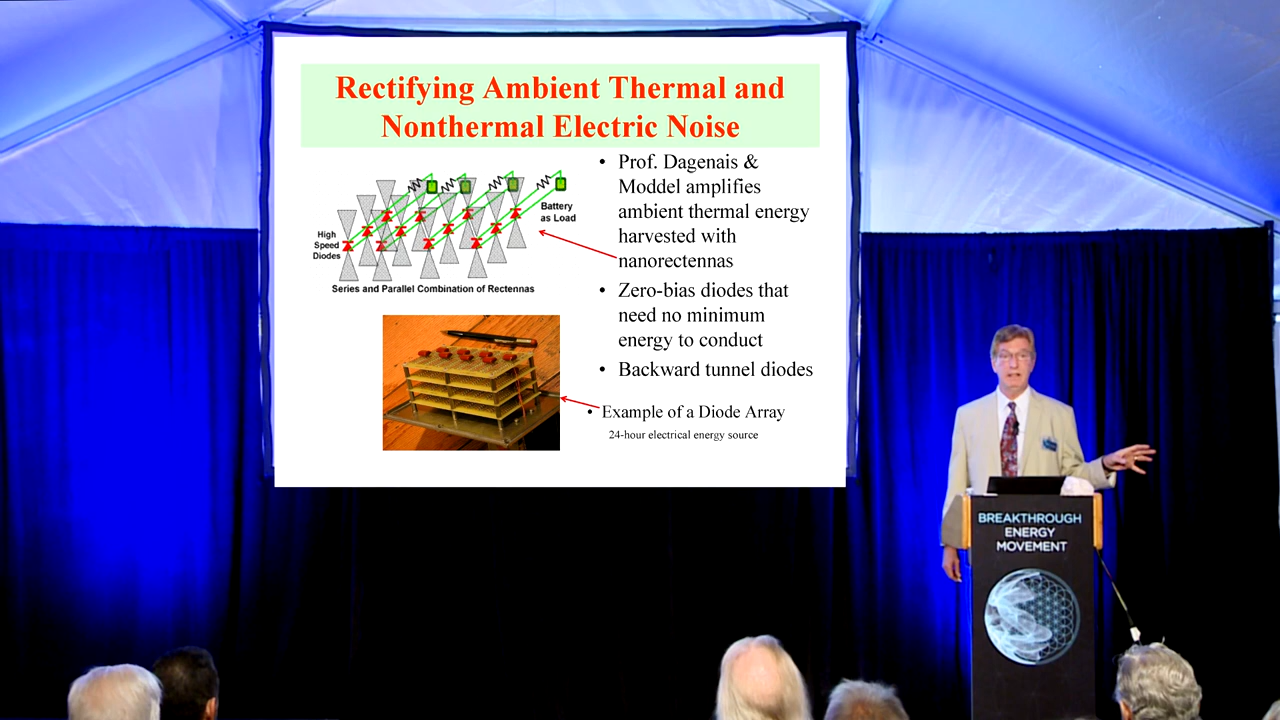 Rectifying Ambient Thermal and
Nonthermal Electric Noise
• Prof. Dagenais &
Moddel amplifies
ambient thermal energy
harvested with
nanorectennas
• Zero-bias diodes that
need no minimum
energy to conduct
• Backward tunnel diodes
• Example of a Diode Array
24-hour electrical energy source
Battery
as Load
High
Speed
Diodes
Series and Parallel Combination of Rectennas
BREAKTHROUGH
ENERGY
MOVEMENT